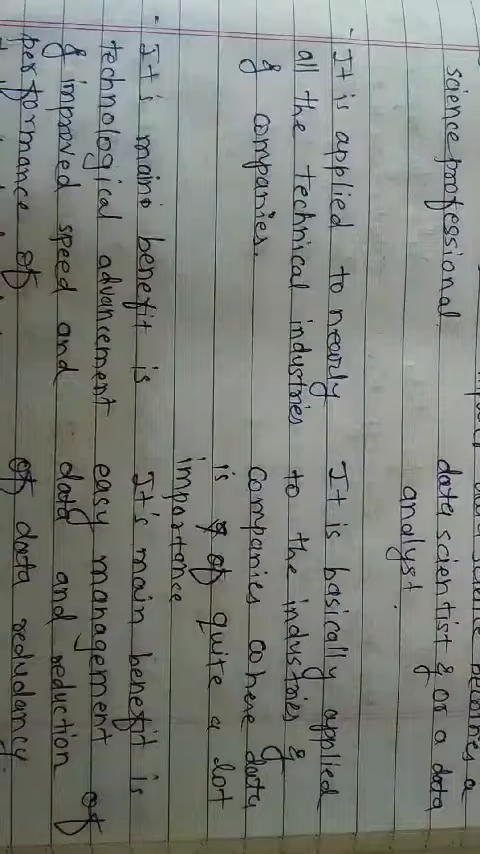 science professional.
becomes a
data scientist & or a data
analyst.
- It is applied to nearly
all the technical industries
& companies.
It is basically applied
to the industries &
companies where data
is of quite a lot
importance
- It's main benefit is
technological advancement
& improved speed and
performance of
It's main benefit is
easy management of
data and reduction
of data redudancy.